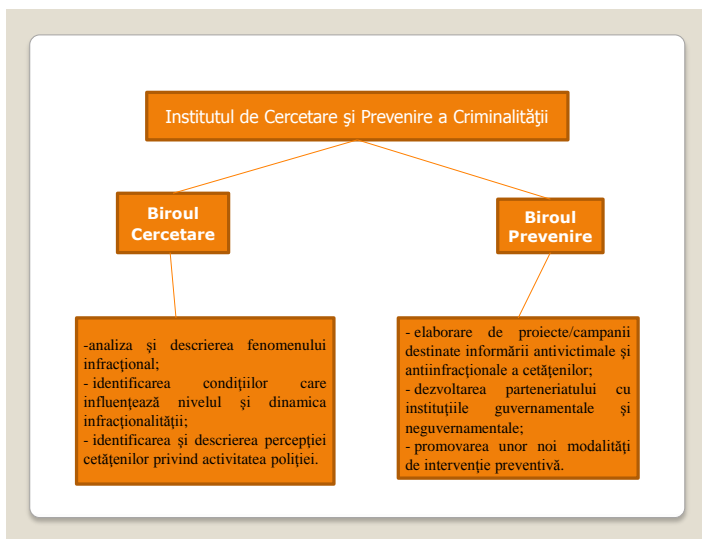 Institutul de Cercetare şi Prevenire a Criminalităţii
Biroul
Cercetare
Biroul
Prevenire
-analiza şi descrierea fenomenului
infracţional;
- identificarea condiţiilor care
influenţează nivelul şi dinamica
infracţionalităţii;
- identificarea şi descrierea percepţiei
cetăţenilor privind activitatea poliţiei.
- elaborare de proiecte/campanii
destinate informării antivictimale şi
antiinfracţionale a cetăţenilor;
- dezvoltarea parteneriatului cu
instituţiile guvernamentale şi
neguvernamentale;
- promovarea unor noi modalităţi
de intervenţie preventivă.